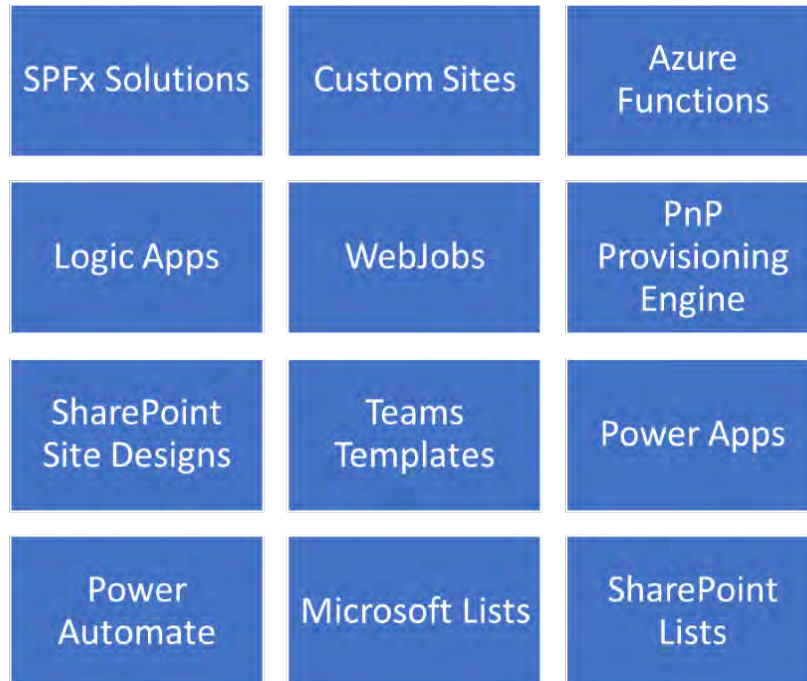 SPFx Solutions
Custom Sites
Azure
Functions
Logic Apps
WebJobs
PnP
Provisioning
Engine
SharePoint
Site Designs
Teams
Templates
Power Apps
Power
Automate
Microsoft Lists
SharePoint
Lists